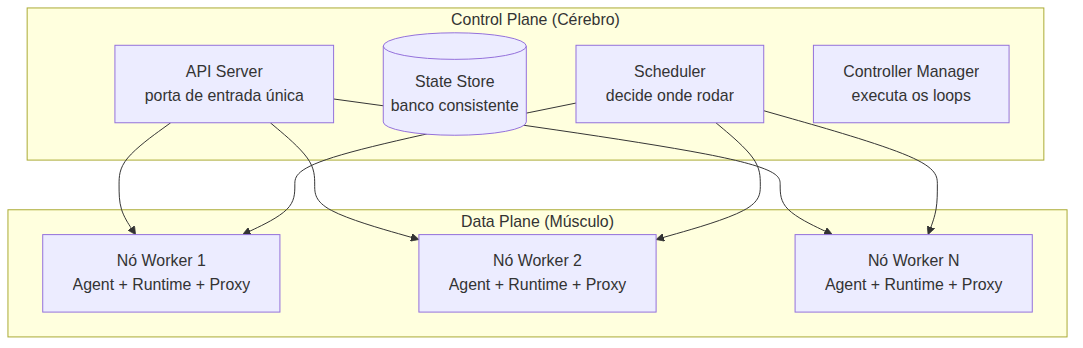 Control Plane (Cérebro)
API Server
porta de entrada única
State Store
banco consistente
Scheduler
decide onde rodar
Controller Manager
executa os loops
Data Plane (Músculo)
Nó Worker 1
Agent + Runtime + Proxy
Nó Worker 2
Agent + Runtime + Proxy
Nó Worker N
Agent + Runtime + Proxy